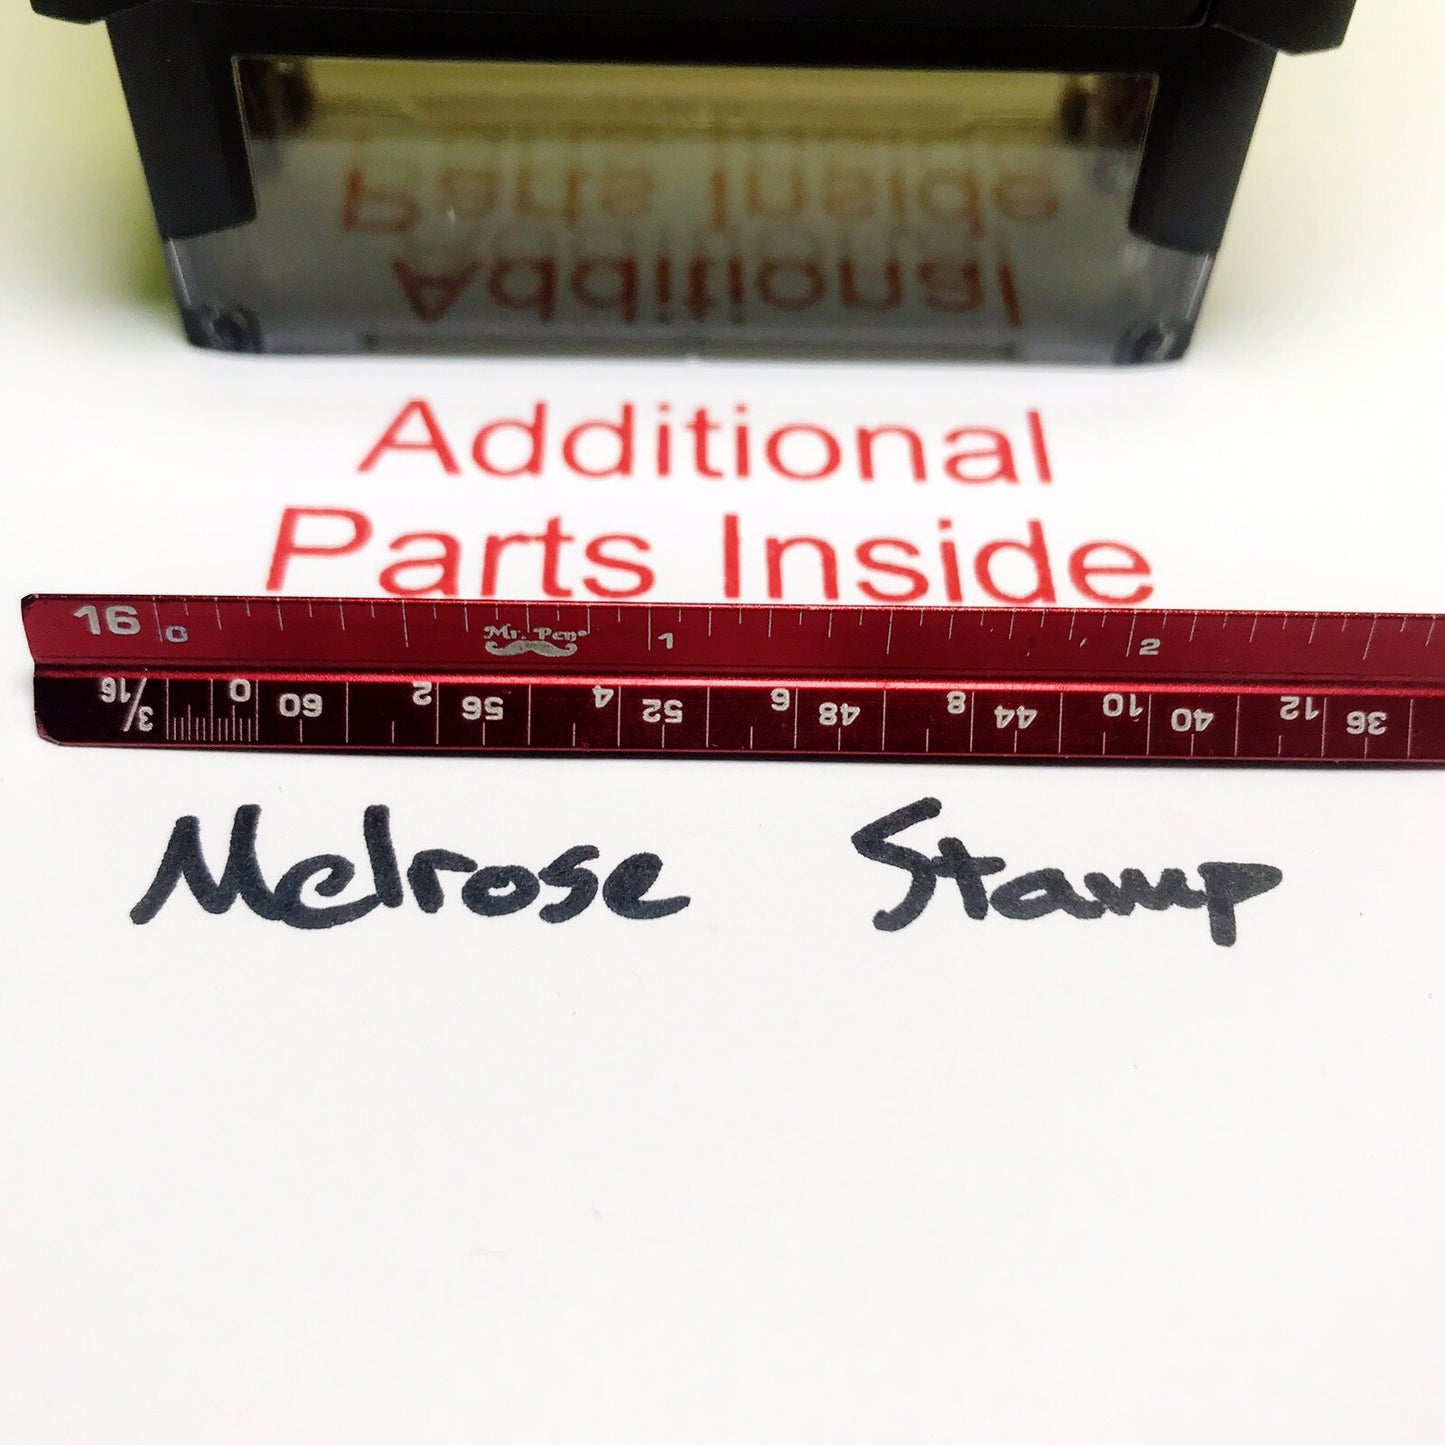 Parts Inside
Additional
Additional
Parts Inside
16 0 1 2
Mr. Pen®
3/16 0 60 2 56 4 52 6 48 8 44 10 40 12 36
Melrose Stamp